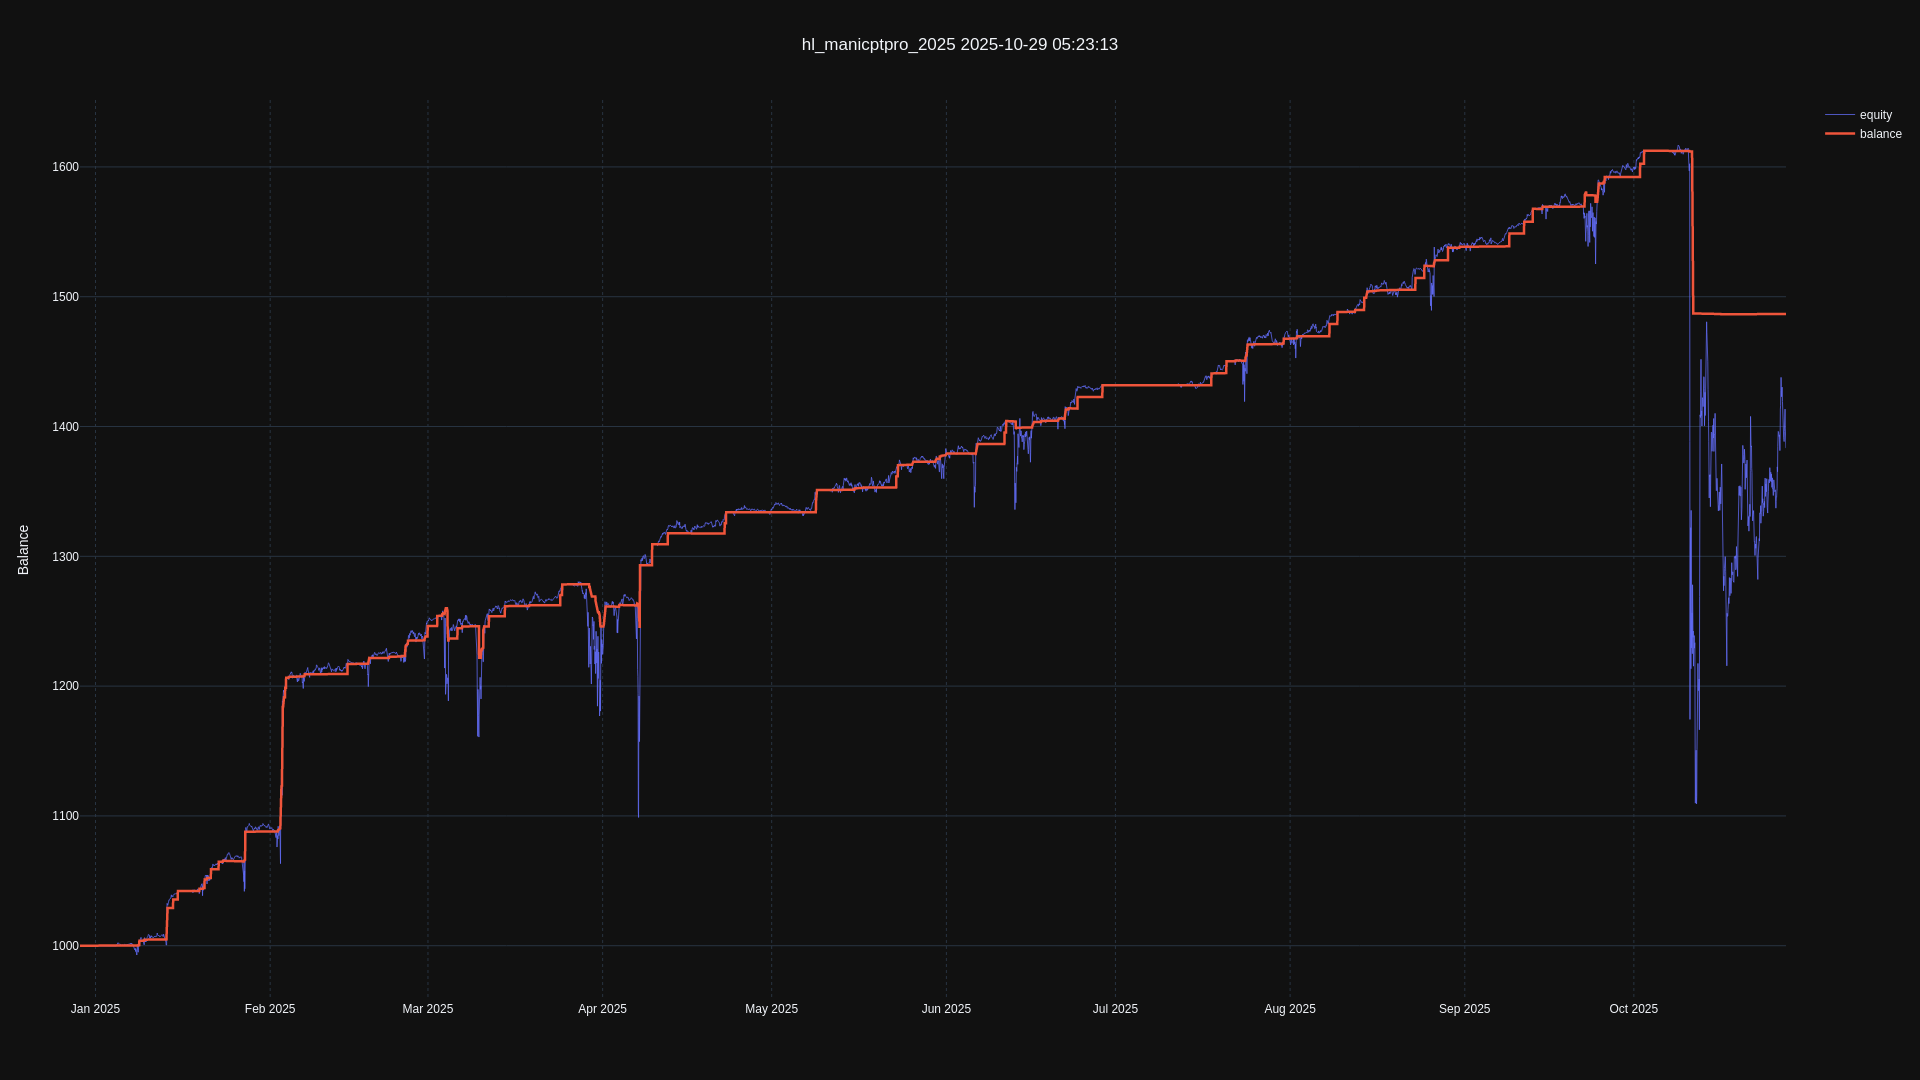 hl_manicptpro_2025 2025-10-29 05:23:13
equity
balance
Balance
1600
1500
1400
1300
1200
1100
1000
Jan 2025
Feb 2025
Mar 2025
Apr 2025
May 2025
Jun 2025
Jul 2025
Aug 2025
Sep 2025
Oct 2025